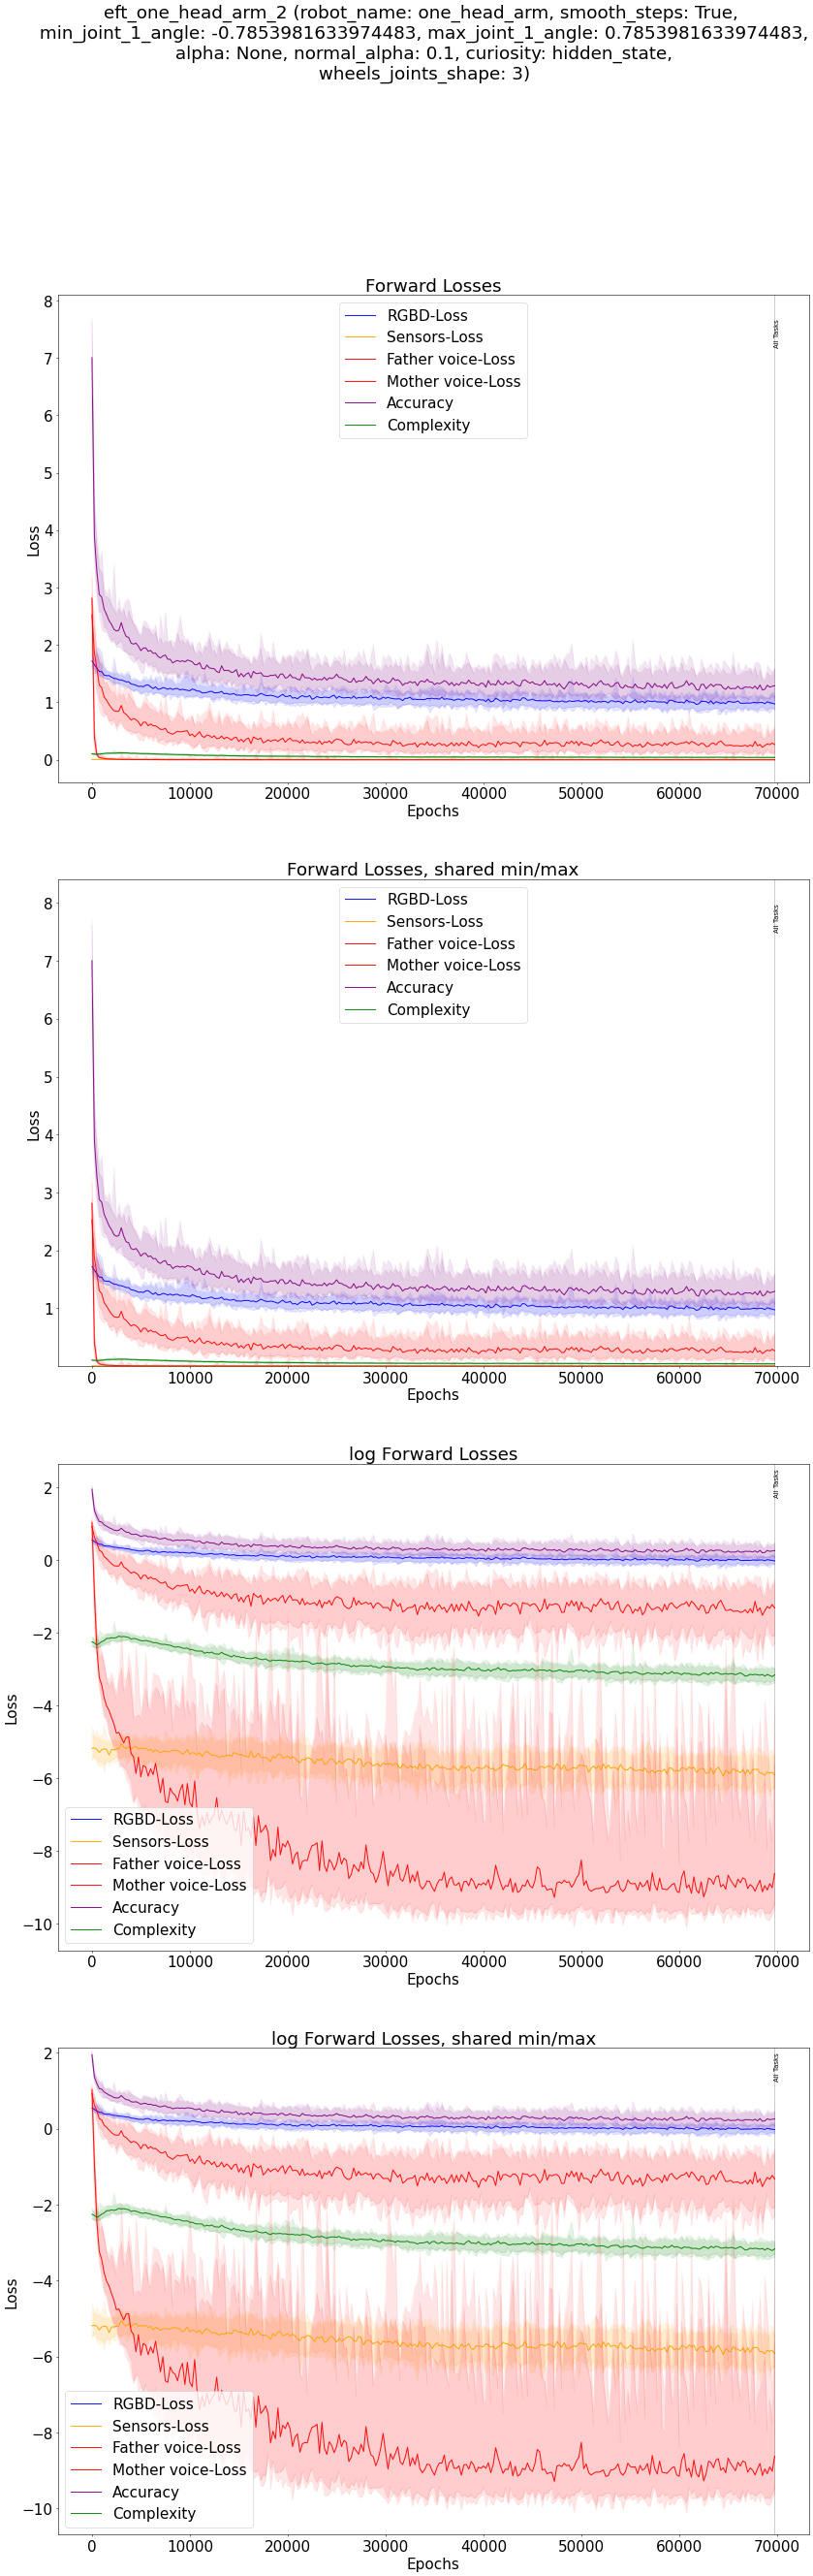 eft_one_head_arm_2 (robot_name: one_head_arm, smooth_steps: True,
min_joint_1_angle: -0.7853981633974483, max_joint_1_angle: 0.7853981633974483,
alpha: None, normal_alpha: 0.1, curiosity: hidden_state,
wheels_joints_shape: 3)
Forward Losses
8
7
6
5
4
3
2
1
0
Loss
RGBD-Loss
Sensors-Loss
Father voice-Loss
Mother voice-Loss
Accuracy
Complexity
All Tasks
0 10000 20000 30000 40000 50000 60000 70000
Epochs
Forward Losses, shared min/max
8
7
6
5
4
3
2
1
Loss
RGBD-Loss
Sensors-Loss
Father voice-Loss
Mother voice-Loss
Accuracy
Complexity
All Tasks
0 10000 20000 30000 40000 50000 60000 70000
Epochs
log Forward Losses
2
0
−2
−4
−6
−8
−10
Loss
RGBD-Loss
Sensors-Loss
Father voice-Loss
Mother voice-Loss
Accuracy
Complexity
All Tasks
0 10000 20000 30000 40000 50000 60000 70000
Epochs
log Forward Losses, shared min/max
2
0
−2
−4
−6
−8
−10
Loss
RGBD-Loss
Sensors-Loss
Father voice-Loss
Mother voice-Loss
Accuracy
Complexity
All Tasks
0 10000 20000 30000 40000 50000 60000 70000
Epochs